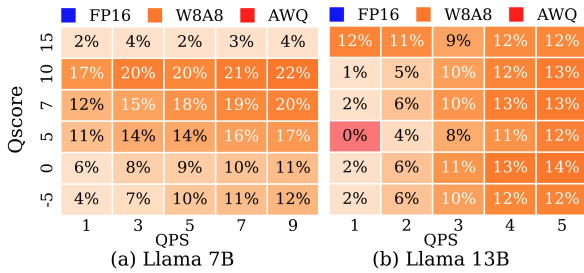 FP16 W8A8 AWQ FP16 W8A8 AWQ
15 2% 4% 2% 3% 4% 12% 11% 9% 12% 12%
10 17% 20% 20% 21% 22% 1% 5% 10% 12% 13%
7 12% 15% 18% 19% 20% 2% 6% 10% 13% 13%
5 11% 14% 14% 16% 17% 0% 4% 8% 11% 12%
0 6% 8% 9% 10% 11% 2% 6% 11% 13% 14%
-5 4% 7% 10% 11% 12% 2% 6% 10% 12% 12%
Qscore
1 3 5 7 9 1 2 3 4 5
QPS QPS
(a) Llama 7B (b) Llama 13B